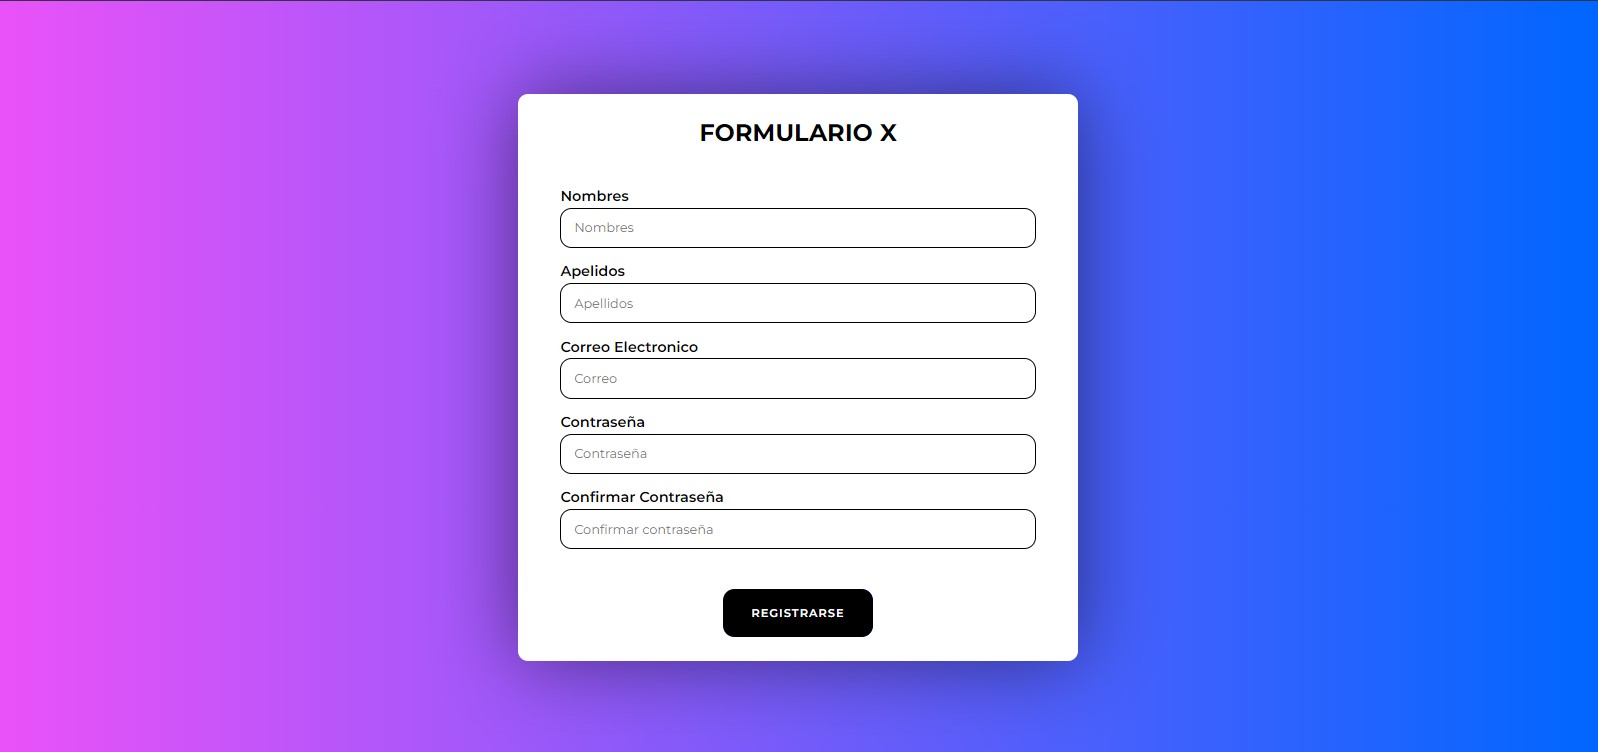 FORMULARIO X
Nombres
Nombres
Apelidos
Apellidos
Correo Electronico
Correo
Contraseña
Contraseña
Confirmar Contraseña
Confirmar contraseña
REGISTRARSE